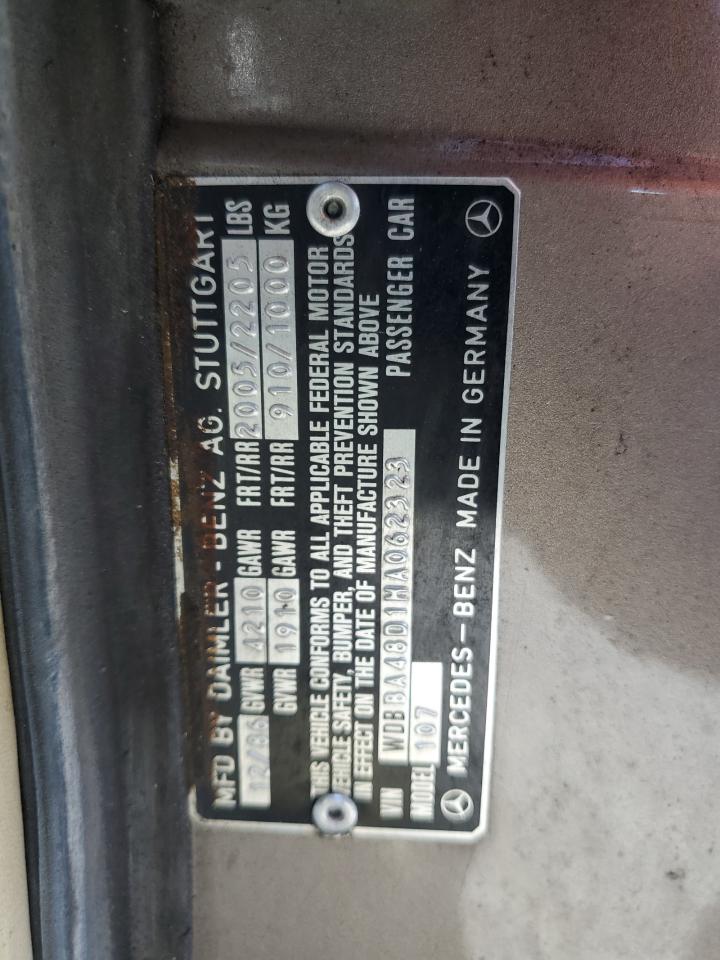 MFD BY DAIMLER - BENZ AG. STUTTGART
12/86 GVWR 4210 GAWR FRT/RR 2005/2205 LBS
GVWR 1910 GAWR FRT/RR 910/1000 KG
THIS VEHICLE CONFORMS TO ALL APPLICABLE FEDERAL MOTOR
VEHICLE SAFETY, BUMPER, AND THEFT PREVENTION STANDARDS
IN EFFECT ON THE DATE OF MANUFACTURE SHOWN ABOVE
VIN WDBBA48D1HA062323 PASSENGER CAR
MODEL 107
MERCEDES-BENZ MADE IN GERMANY